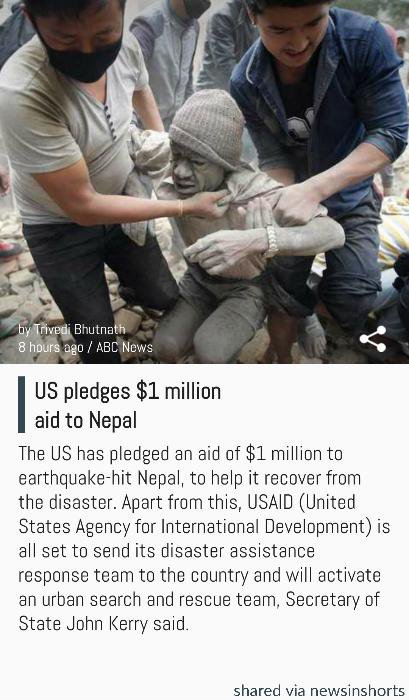 by Trivedi Bhutnath
8 hours ago / ABC News
US pledges $1 million
aid to Nepal
The US has pledged an aid of $1 million to
earthquake-hit Nepal, to help it recover from
the disaster. Apart from this, USAID (United
States Agency for International Development) is
all set to send its disaster assistance
response team to the country and will activate
an urban search and rescue team, Secretary of
State John Kerry said.
shared via newsinshorts